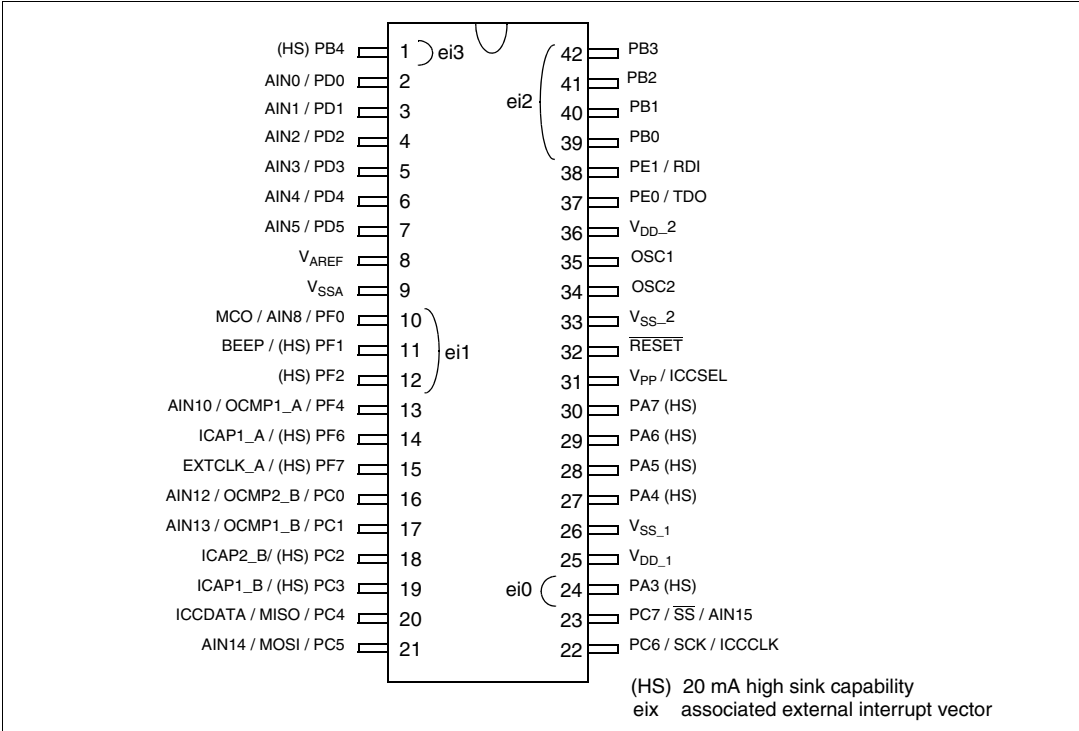 (HS) PB4 1 ei3
AIN0 / PD0 2
AIN1 / PD1 3
AIN2 / PD2 4
AIN3 / PD3 5
AIN4 / PD4 6
AIN5 / PD5 7
VAREF 8
VSSA 9
MCO / AIN8 / PF0 10
BEEP / (HS) PF1 11 ei1
(HS) PF2 12
AIN10 / OCMP1_A / PF4 13
ICAP1_A / (HS) PF6 14
EXTCLK_A / (HS) PF7 15
AIN12 / OCMP2_B / PC0 16
AIN13 / OCMP1_B / PC1 17
ICAP2_B/ (HS) PC2 18
ICAP1_B / (HS) PC3 19
ICCDATA / MISO / PC4 20
AIN14 / MOSI / PC5 21
42 PB3
41 PB2
ei2
40 PB1
39 PB0
38 PE1 / RDI
37 PE0 / TDO
36 VDD_2
35 OSC1
34 OSC2
33 VSS_2
32 RESET
31 VPP / ICCSEL
30 PA7 (HS)
29 PA6 (HS)
28 PA5 (HS)
27 PA4 (HS)
26 VSS_1
25 VDD_1
ei0 24 PA3 (HS)
23 PC7 / SS / AIN15
22 PC6 / SCK / ICCCLK
(HS) 20 mA high sink capability
eix associated external interrupt vector